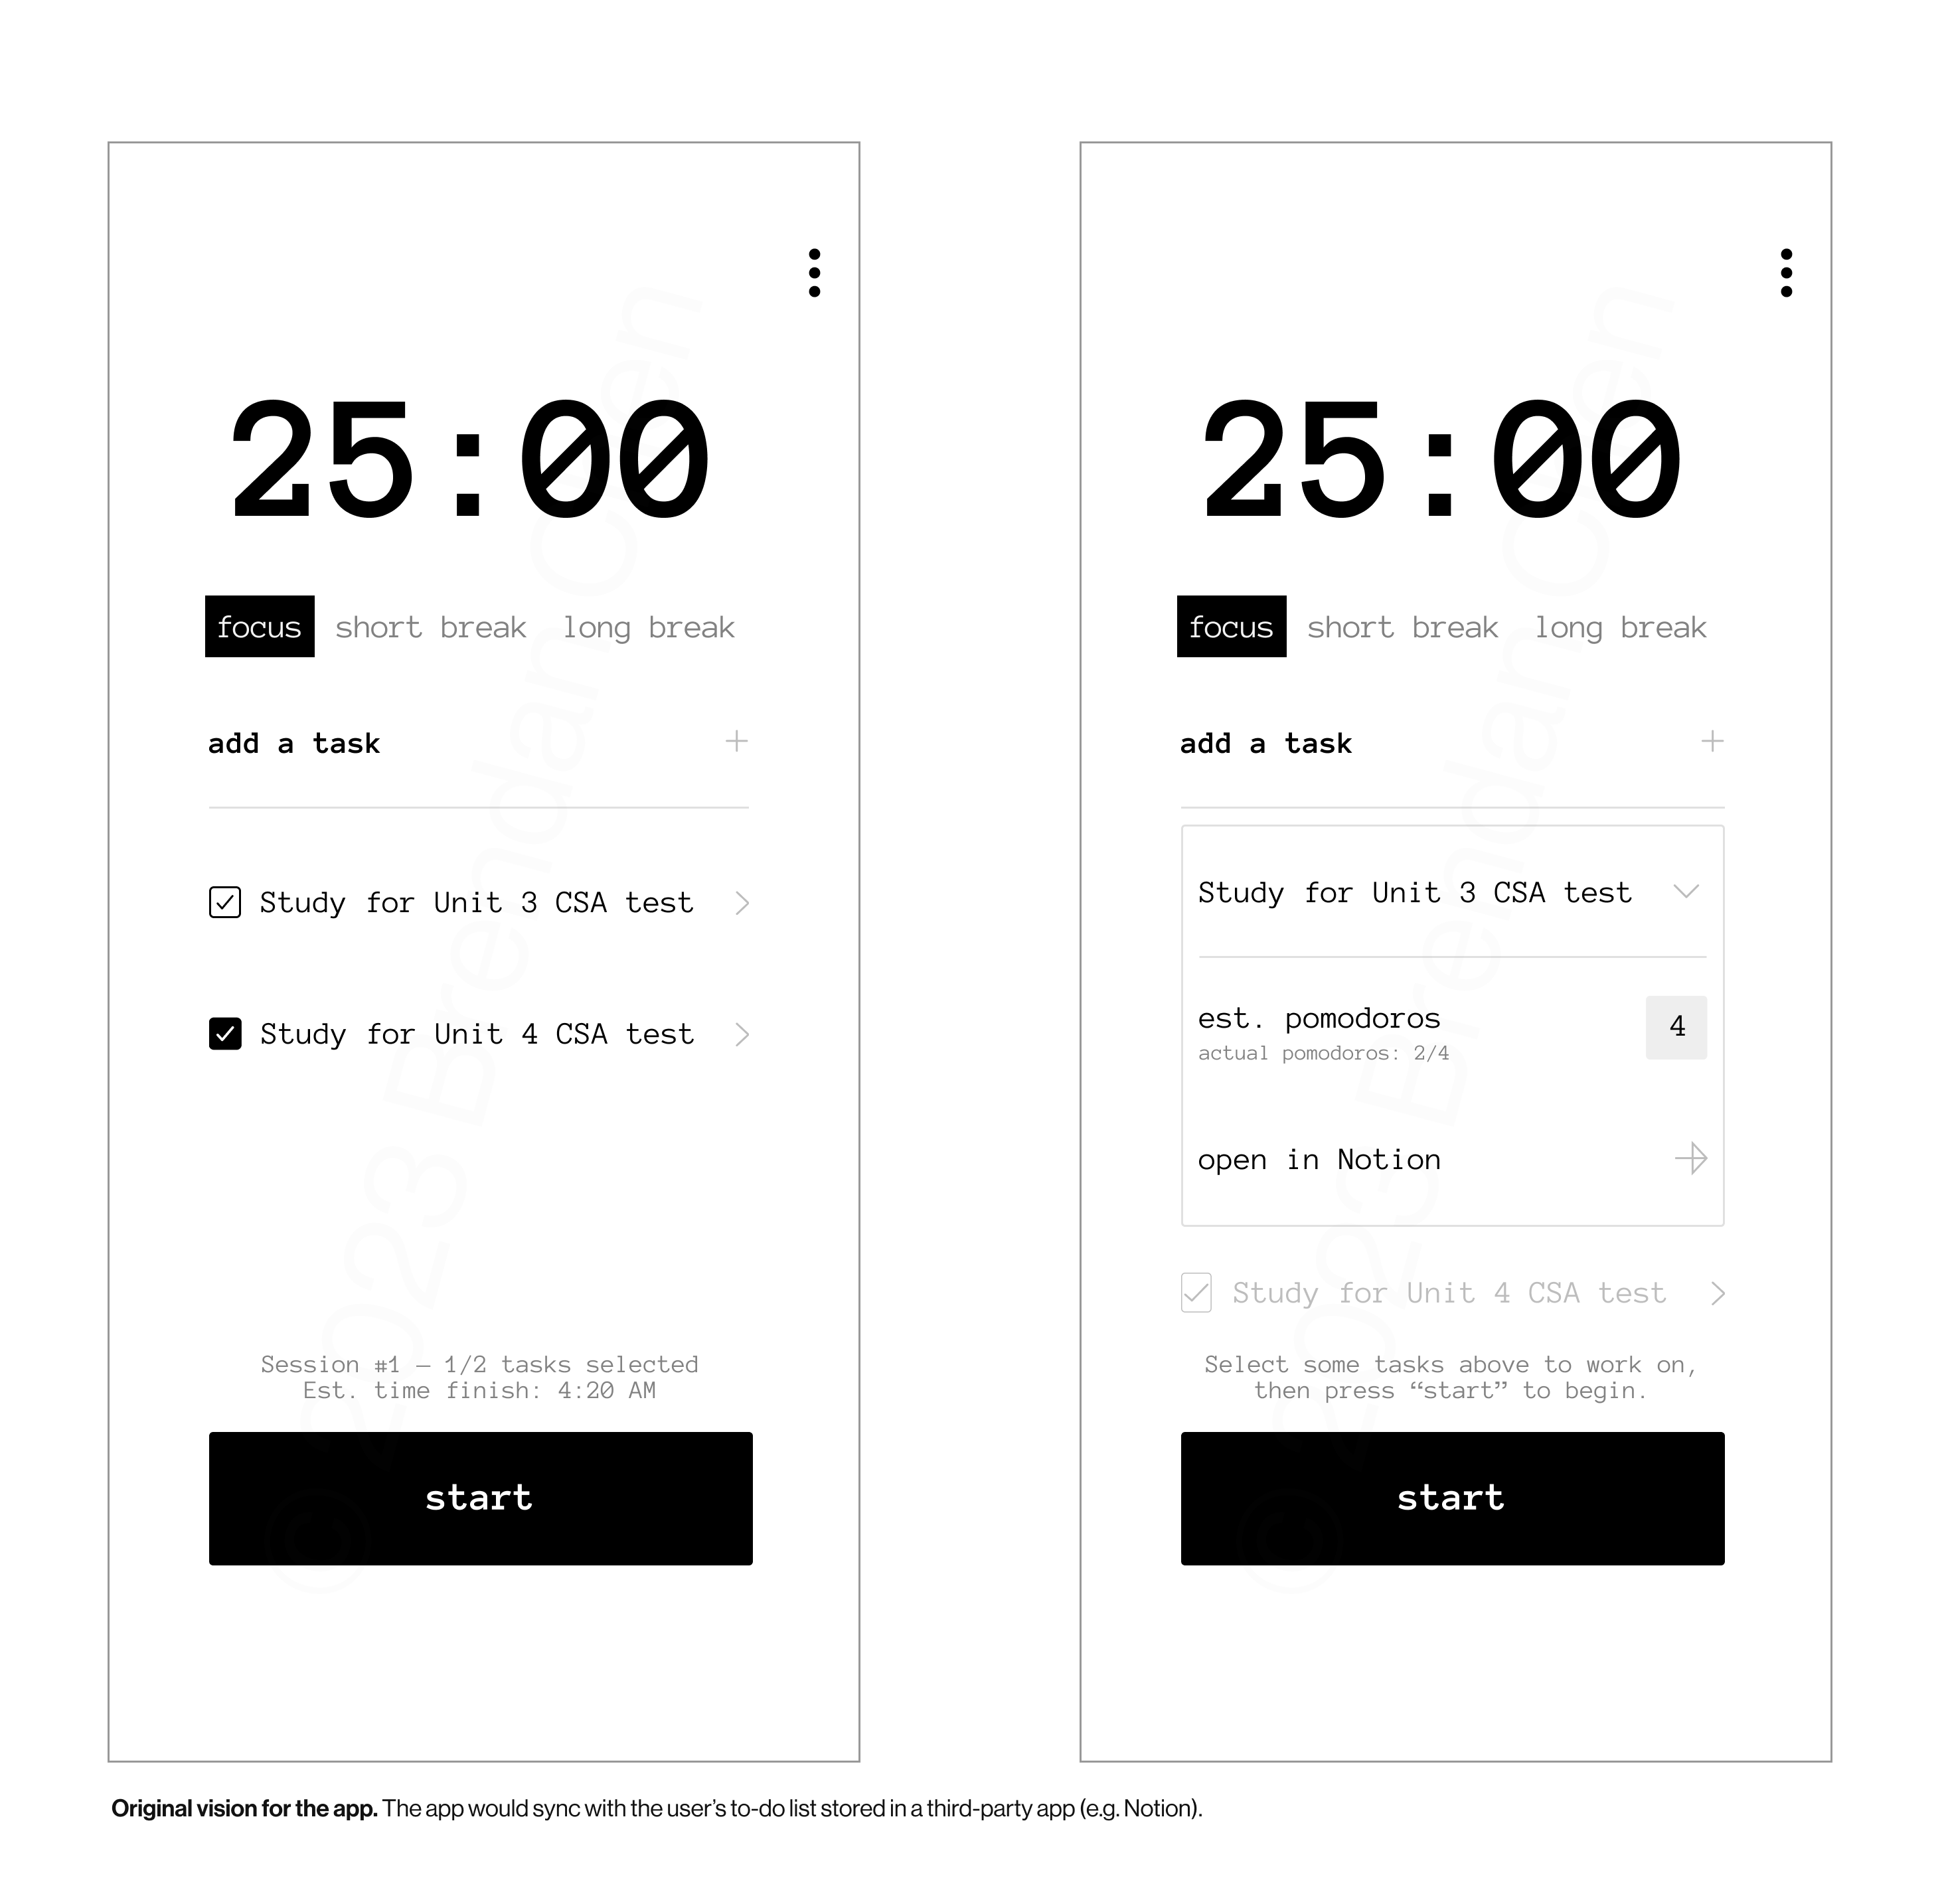 25:00
focus short break long break
add a task
Study for Unit 3 CSA test
Study for Unit 4 CSA test
Session #1 — 1/2 tasks selected
Est. time finish: 4:20 AM
start
© 2023 Brendan Chen
25:00
focus short break long break
add a task
Study for Unit 3 CSA test
est. pomodoros
4
actual pomodoros: 2/4
open in Notion
Study for Unit 4 CSA test
Select some tasks above to work on,
then press “start” to begin.
start
© 2023 Brendan Chen
Original vision for the app. The app would sync with the user’s to-do list stored in a third-party app (e.g. Notion).